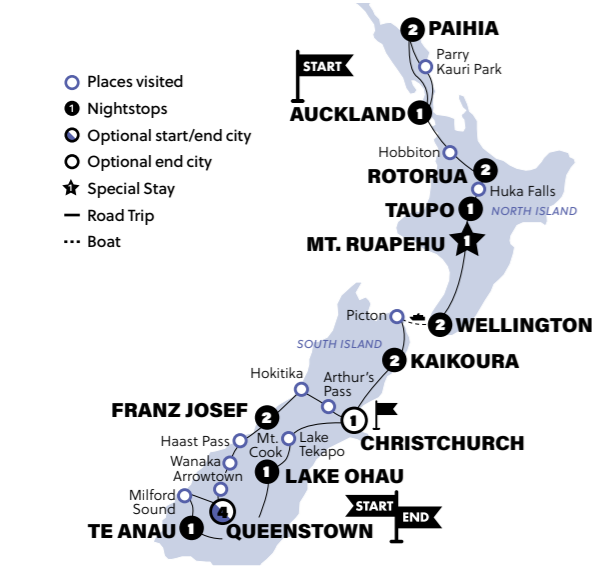 2 PAIHIA
Parry
Kauri Park
START
AUCKLAND 1
Places visited
1 Nightstops
Optional start/end city
Optional end city
1 Special Stay
Road Trip
Boat
Hobbiton
ROTORUA 2
Huka Falls
TAUPO 1
NORTH ISLAND
MT. RUAPEHU 1
Picton
2 WELLINGTON
SOUTH ISLAND
2 KAIKOURA
Hokitika
Arthur's
Pass
FRANZ JOSEF 2
1
CHRISTCHURCH
Haast Pass
Mt.
Cook
Lake
Tekapo
Wanaka
1 LAKE OHAU
Arrowtown
Milford
Sound
4
START
END
TE ANAU 1
QUEENSTOWN